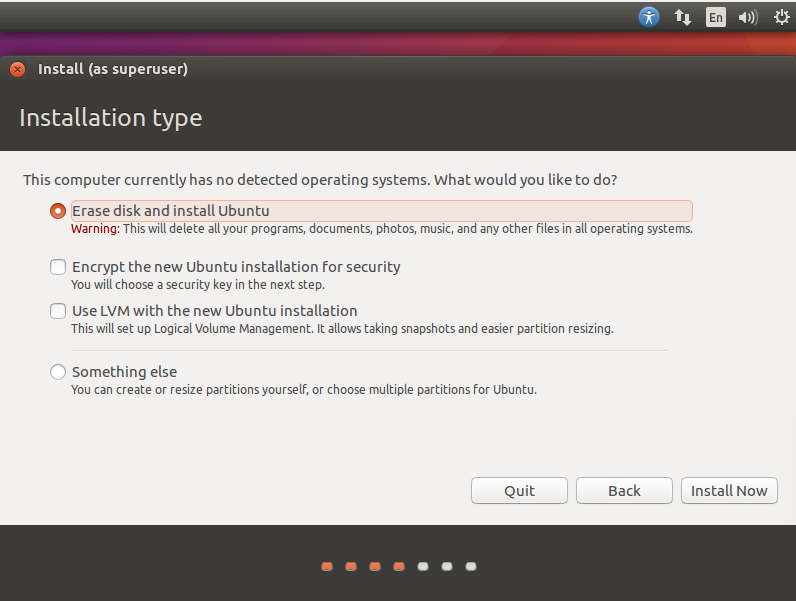 En
Install (as superuser)
Installation type
This computer currently has no detected operating systems. What would you like to do?
Erase disk and install Ubuntu
Warning: This will delete all your programs, documents, photos, music, and any other files in all operating systems.
Encrypt the new Ubuntu installation for security
You will choose a security key in the next step.
Use LVM with the new Ubuntu installation
This will set up Logical Volume Management. It allows taking snapshots and easier partition resizing.
Something else
You can create or resize partitions yourself, or choose multiple partitions for Ubuntu.
Quit
Back
Install Now